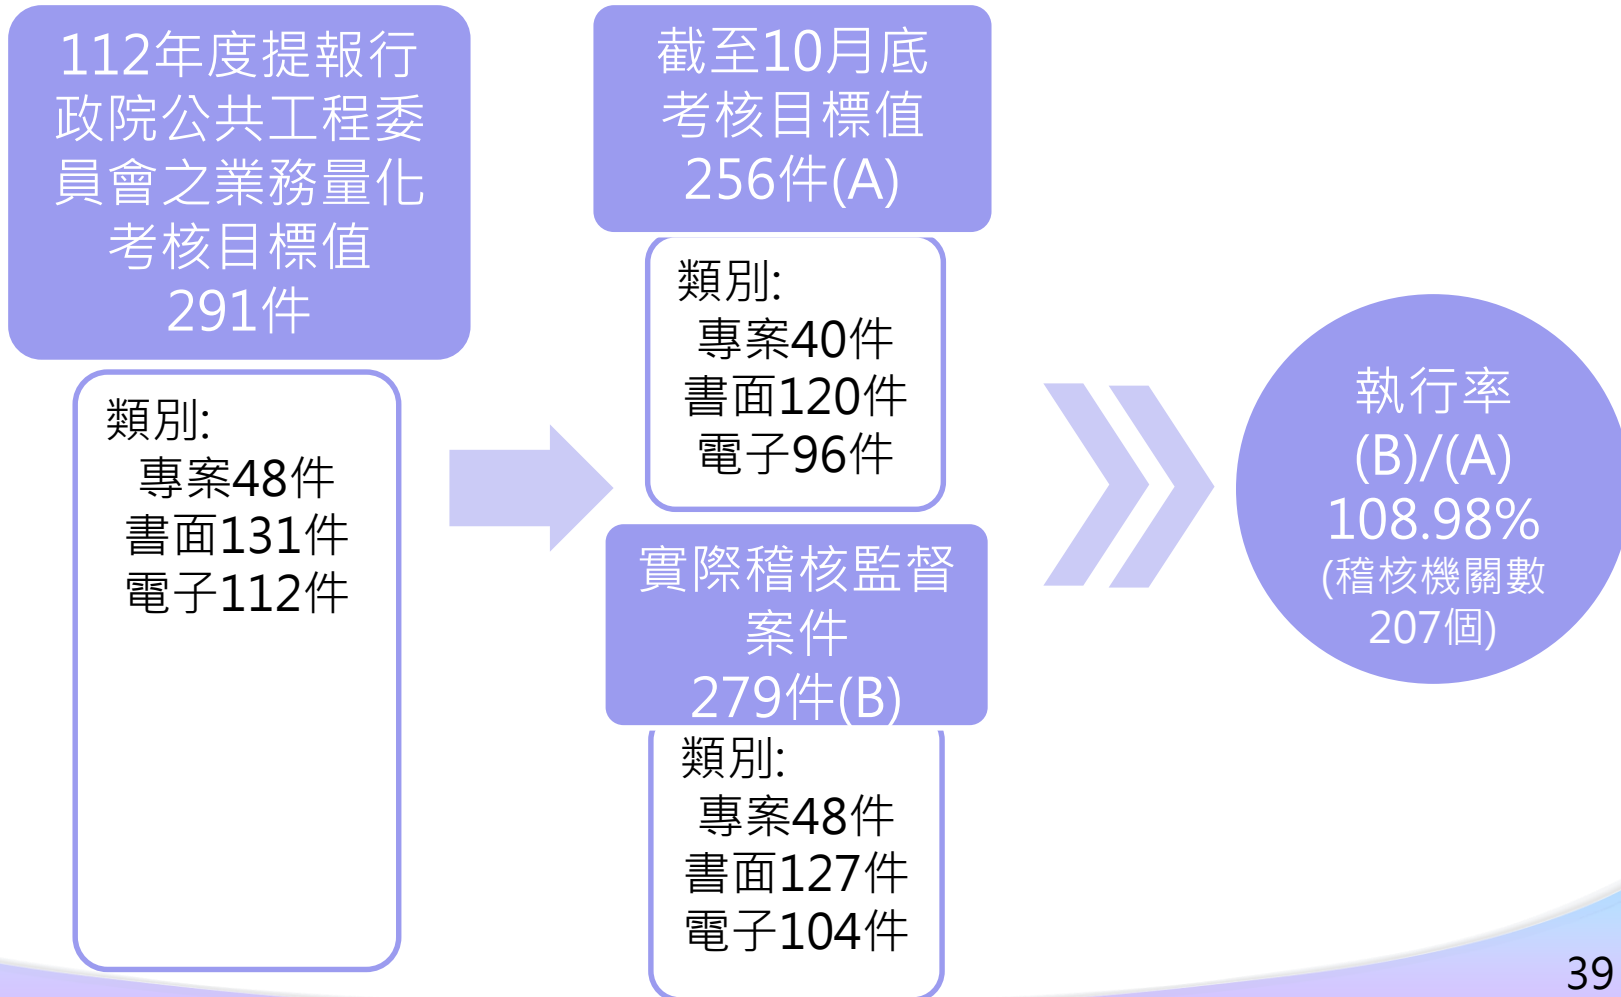 112年度提報行
政院公共工程委
員會之業務量化
考核目標值
291件
類別:
專案48件
書面131件
電子112件
截至10月底
考核目標值
256件(A)
類別:
專案40件
書面120件
電子96件
實際稽核監督
案件
279件(B)
類別:
專案48件
書面127件
電子104件
執行率
(B)/(A)
108.98%
(稽核機關數
207個)
39